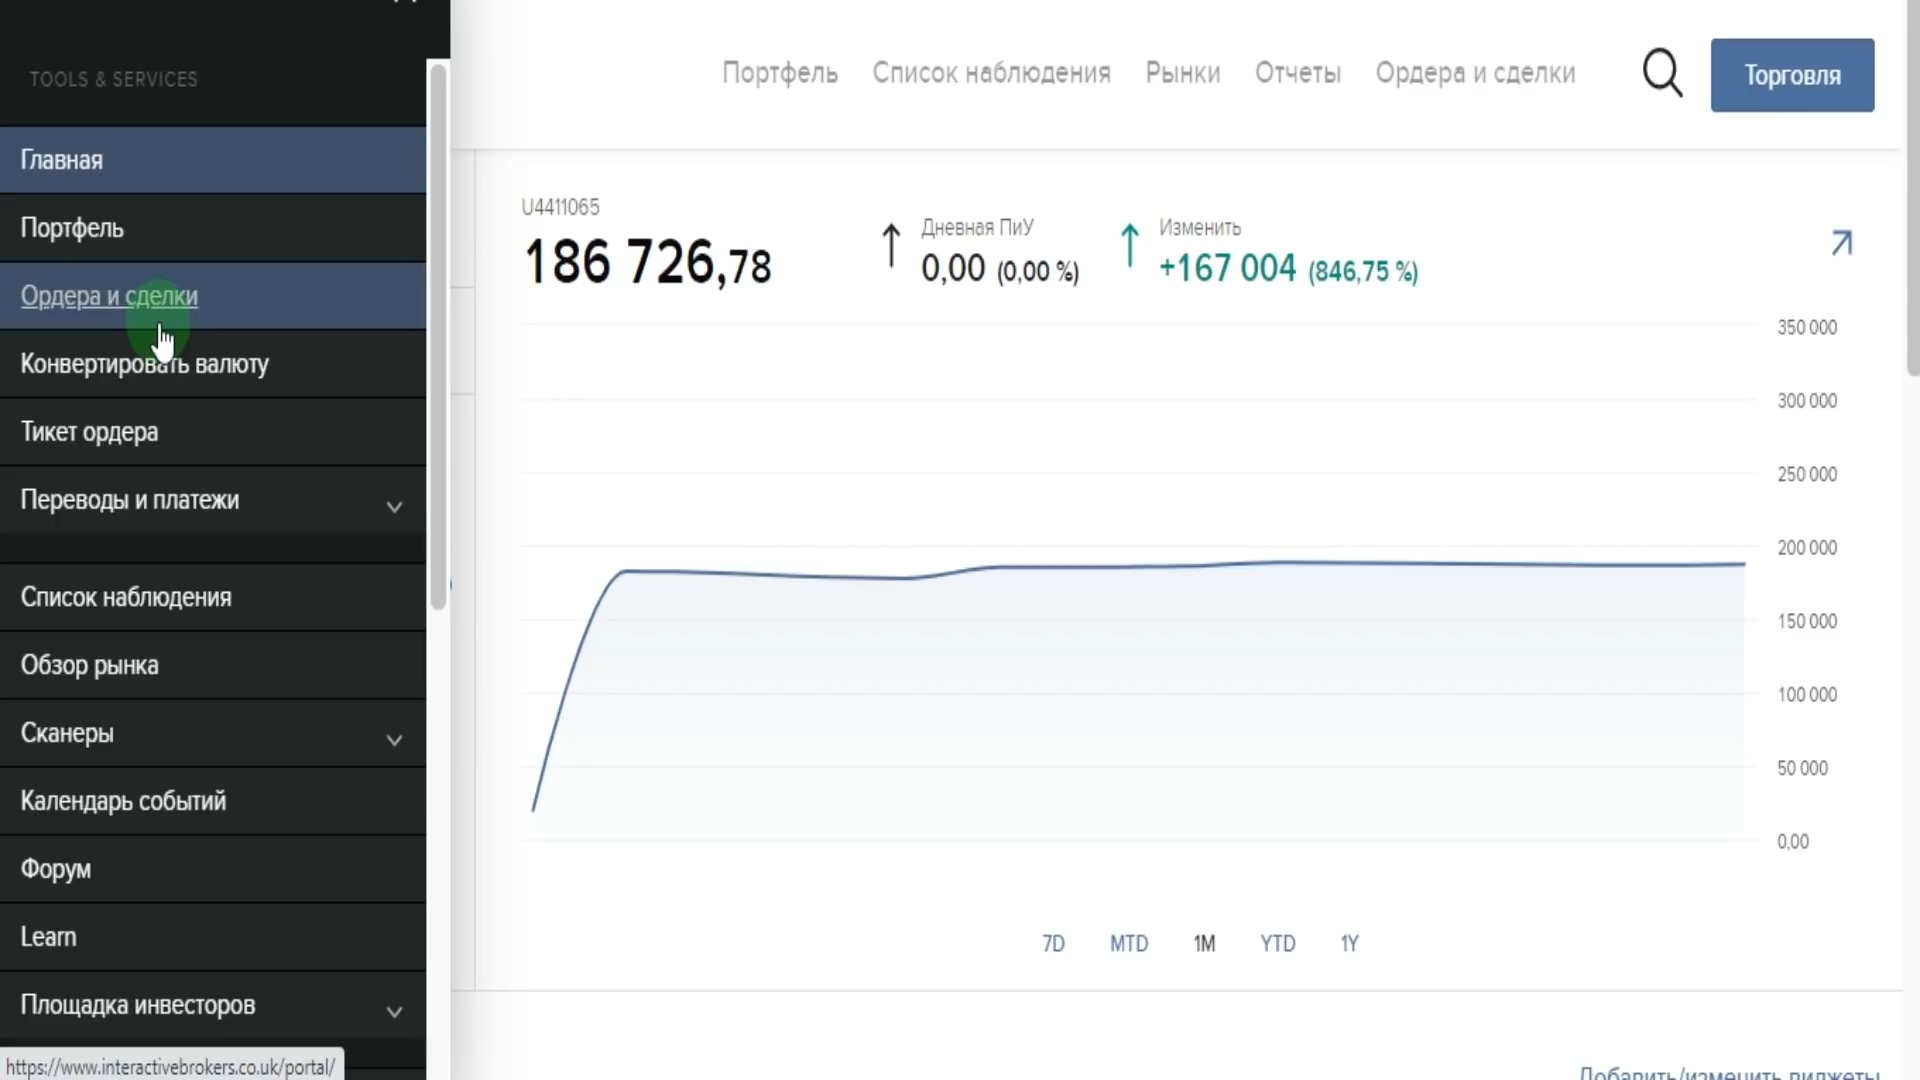 TOOLS & SERVICES
Главная
Портфель
Ордера и сделки
Конвертировать валюту
Тикет ордера
Переводы и платежи
Список наблюдения
Обзор рынка
Сканеры
Календарь событий
Форум
Learn
Площадка инвесторов
https://www.interactivebrokers.co.uk/portal/
Портфель Список наблюдения Рынки Отчеты Ордера и сделки Торговля
U4411065
186 726,78
Дневная ПиУ
0,00 (0,00 %)
Изменить
+167 004 (846,75 %)
350 000
300 000
250 000
200 000
150 000
100 000
50 000
0,00
7D MTD 1M YTD 1Y
Добавить/изменить виджеты